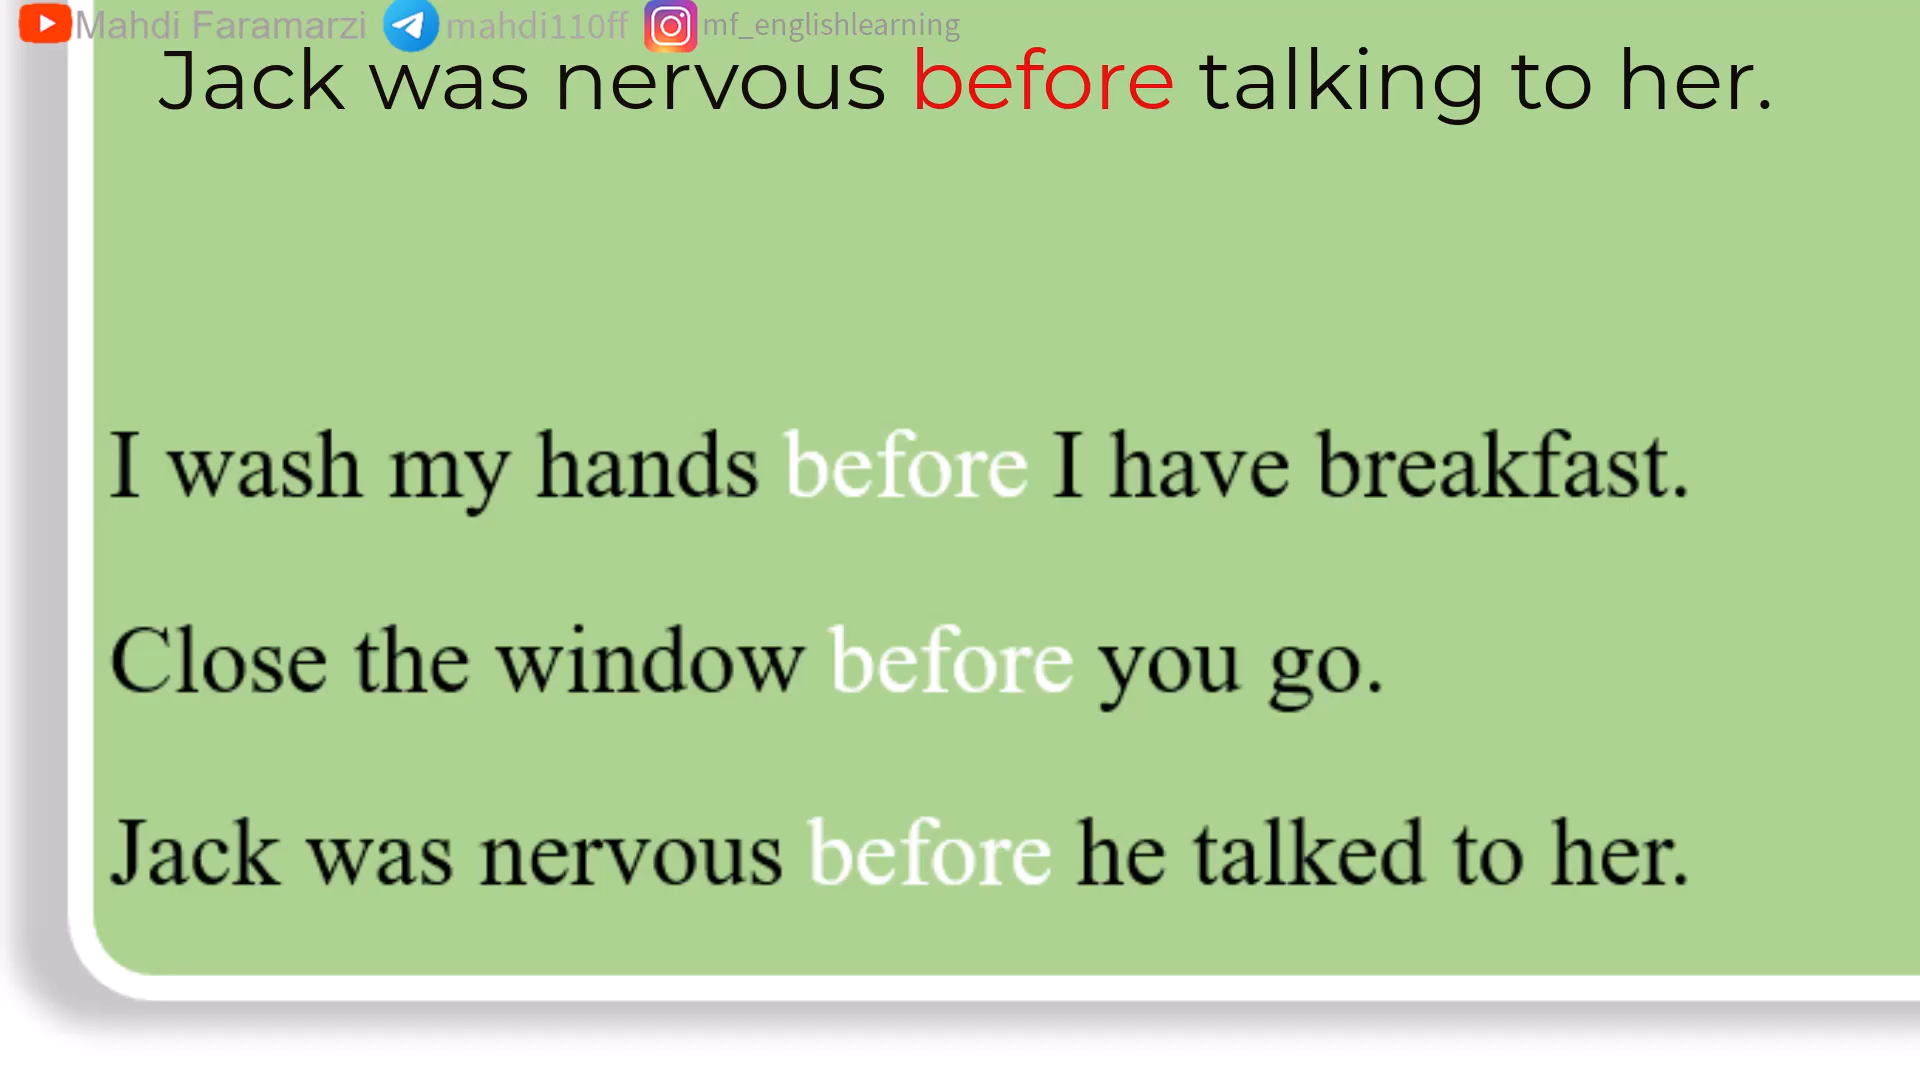 Mahdi Faramarzi mahdi110ff mf_englishlearning
Jack was nervous before talking to her.
I wash my hands before I have breakfast.
Close the window before you go.
Jack was nervous before he talked to her.